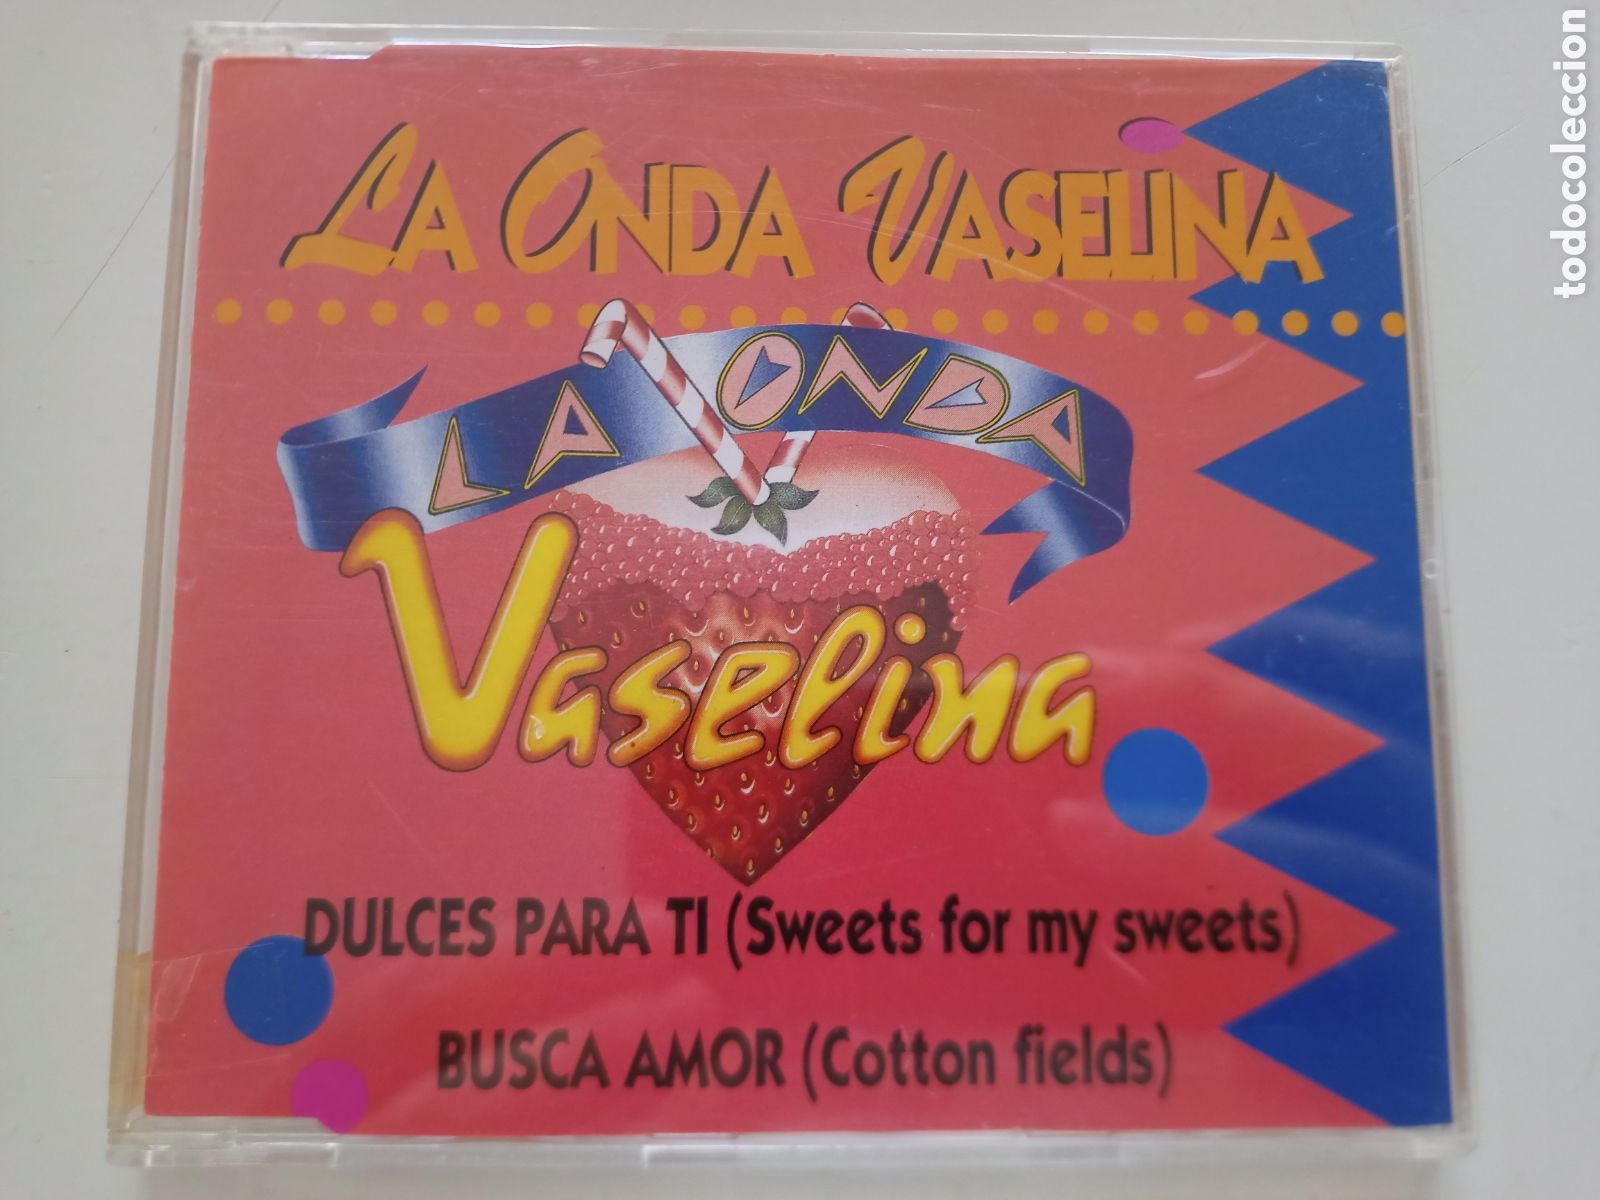 LA ONDA VASELINA
LA ONDA
Vaselina
DULCES PARA TI (Sweets for my sweets)
BUSCA AMOR (Cotton fields)
todocoleccion